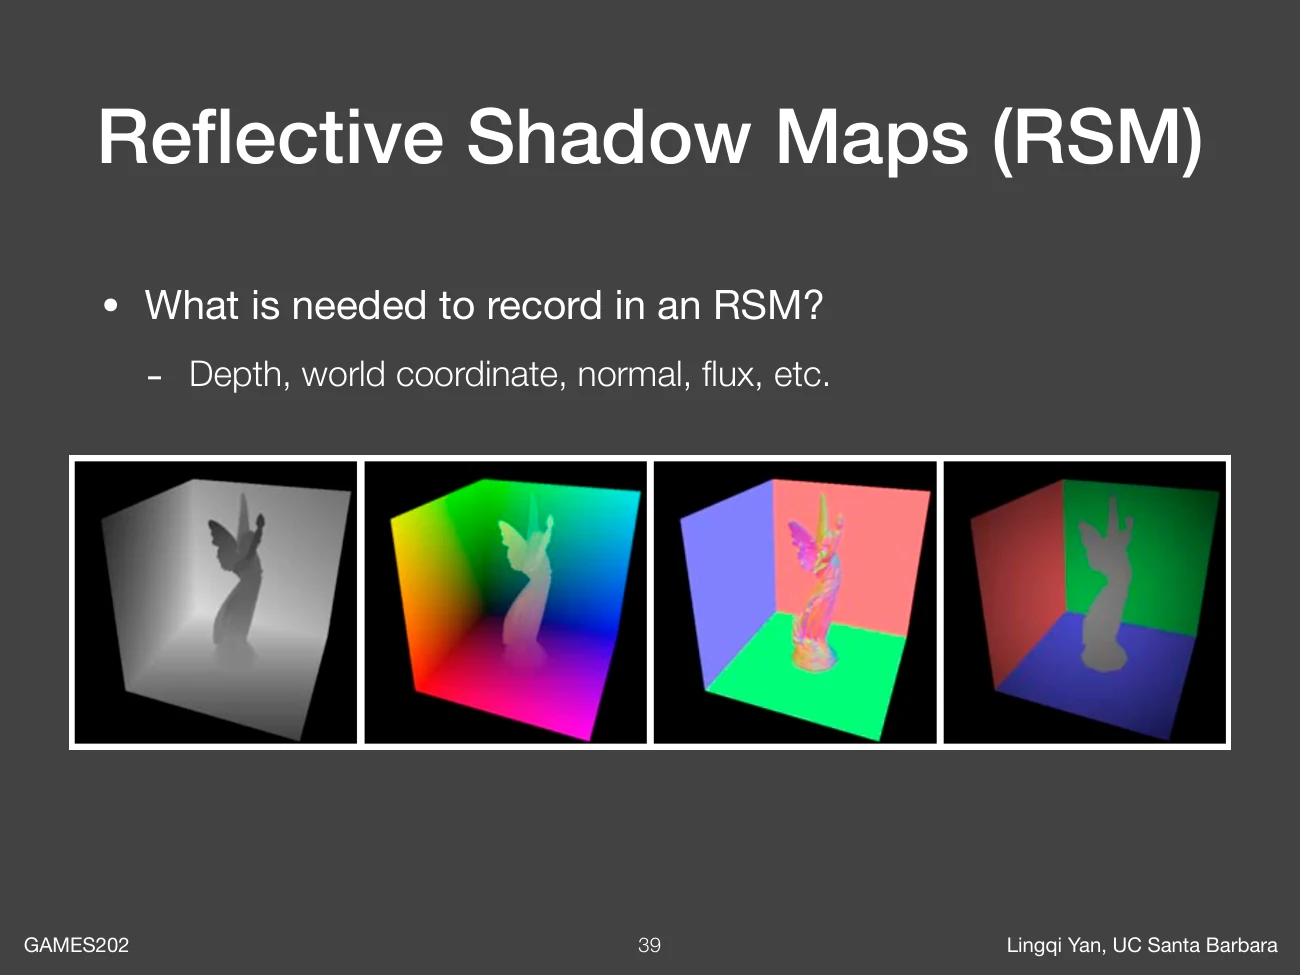 Reflective Shadow Maps (RSM)
• What is needed to record in an RSM?
- Depth, world coordinate, normal, flux, etc.
GAMES202
39
Lingqi Yan, UC Santa Barbara